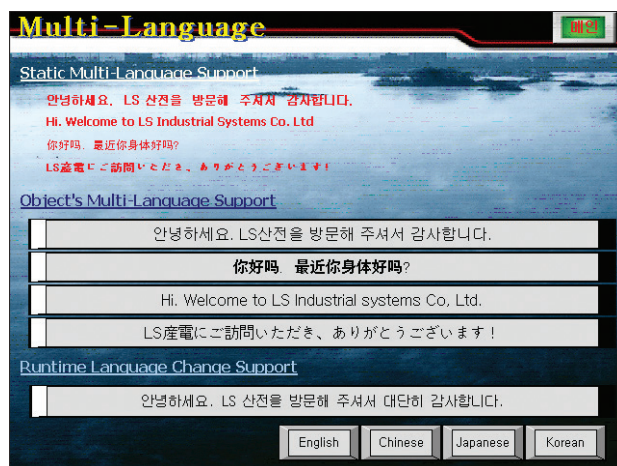 Multi-Language
메인
Static Multi-Language Support
안녕하세요. LS 산전을 방문해 주셔서 감사합니다.
Hi. Welcome to LS Industrial Systems Co. Ltd
你好吗. 最近你身体好吗?
LS産電にご訪問いただき、ありがとうございます!
Object's Multi-Language Support
안녕하세요. LS산전을 방문해 주셔서 감사합니다.
你好吗. 最近你身体好吗?
Hi. Welcome to LS Industrial systems Co, Ltd.
LS産電にご訪問いただき、ありがとうございます!
Runtime Language Change Support
안녕하세요. LS 산전을 방문해 주셔서 대단히 감사합니다.
English Chinese Japanese Korean